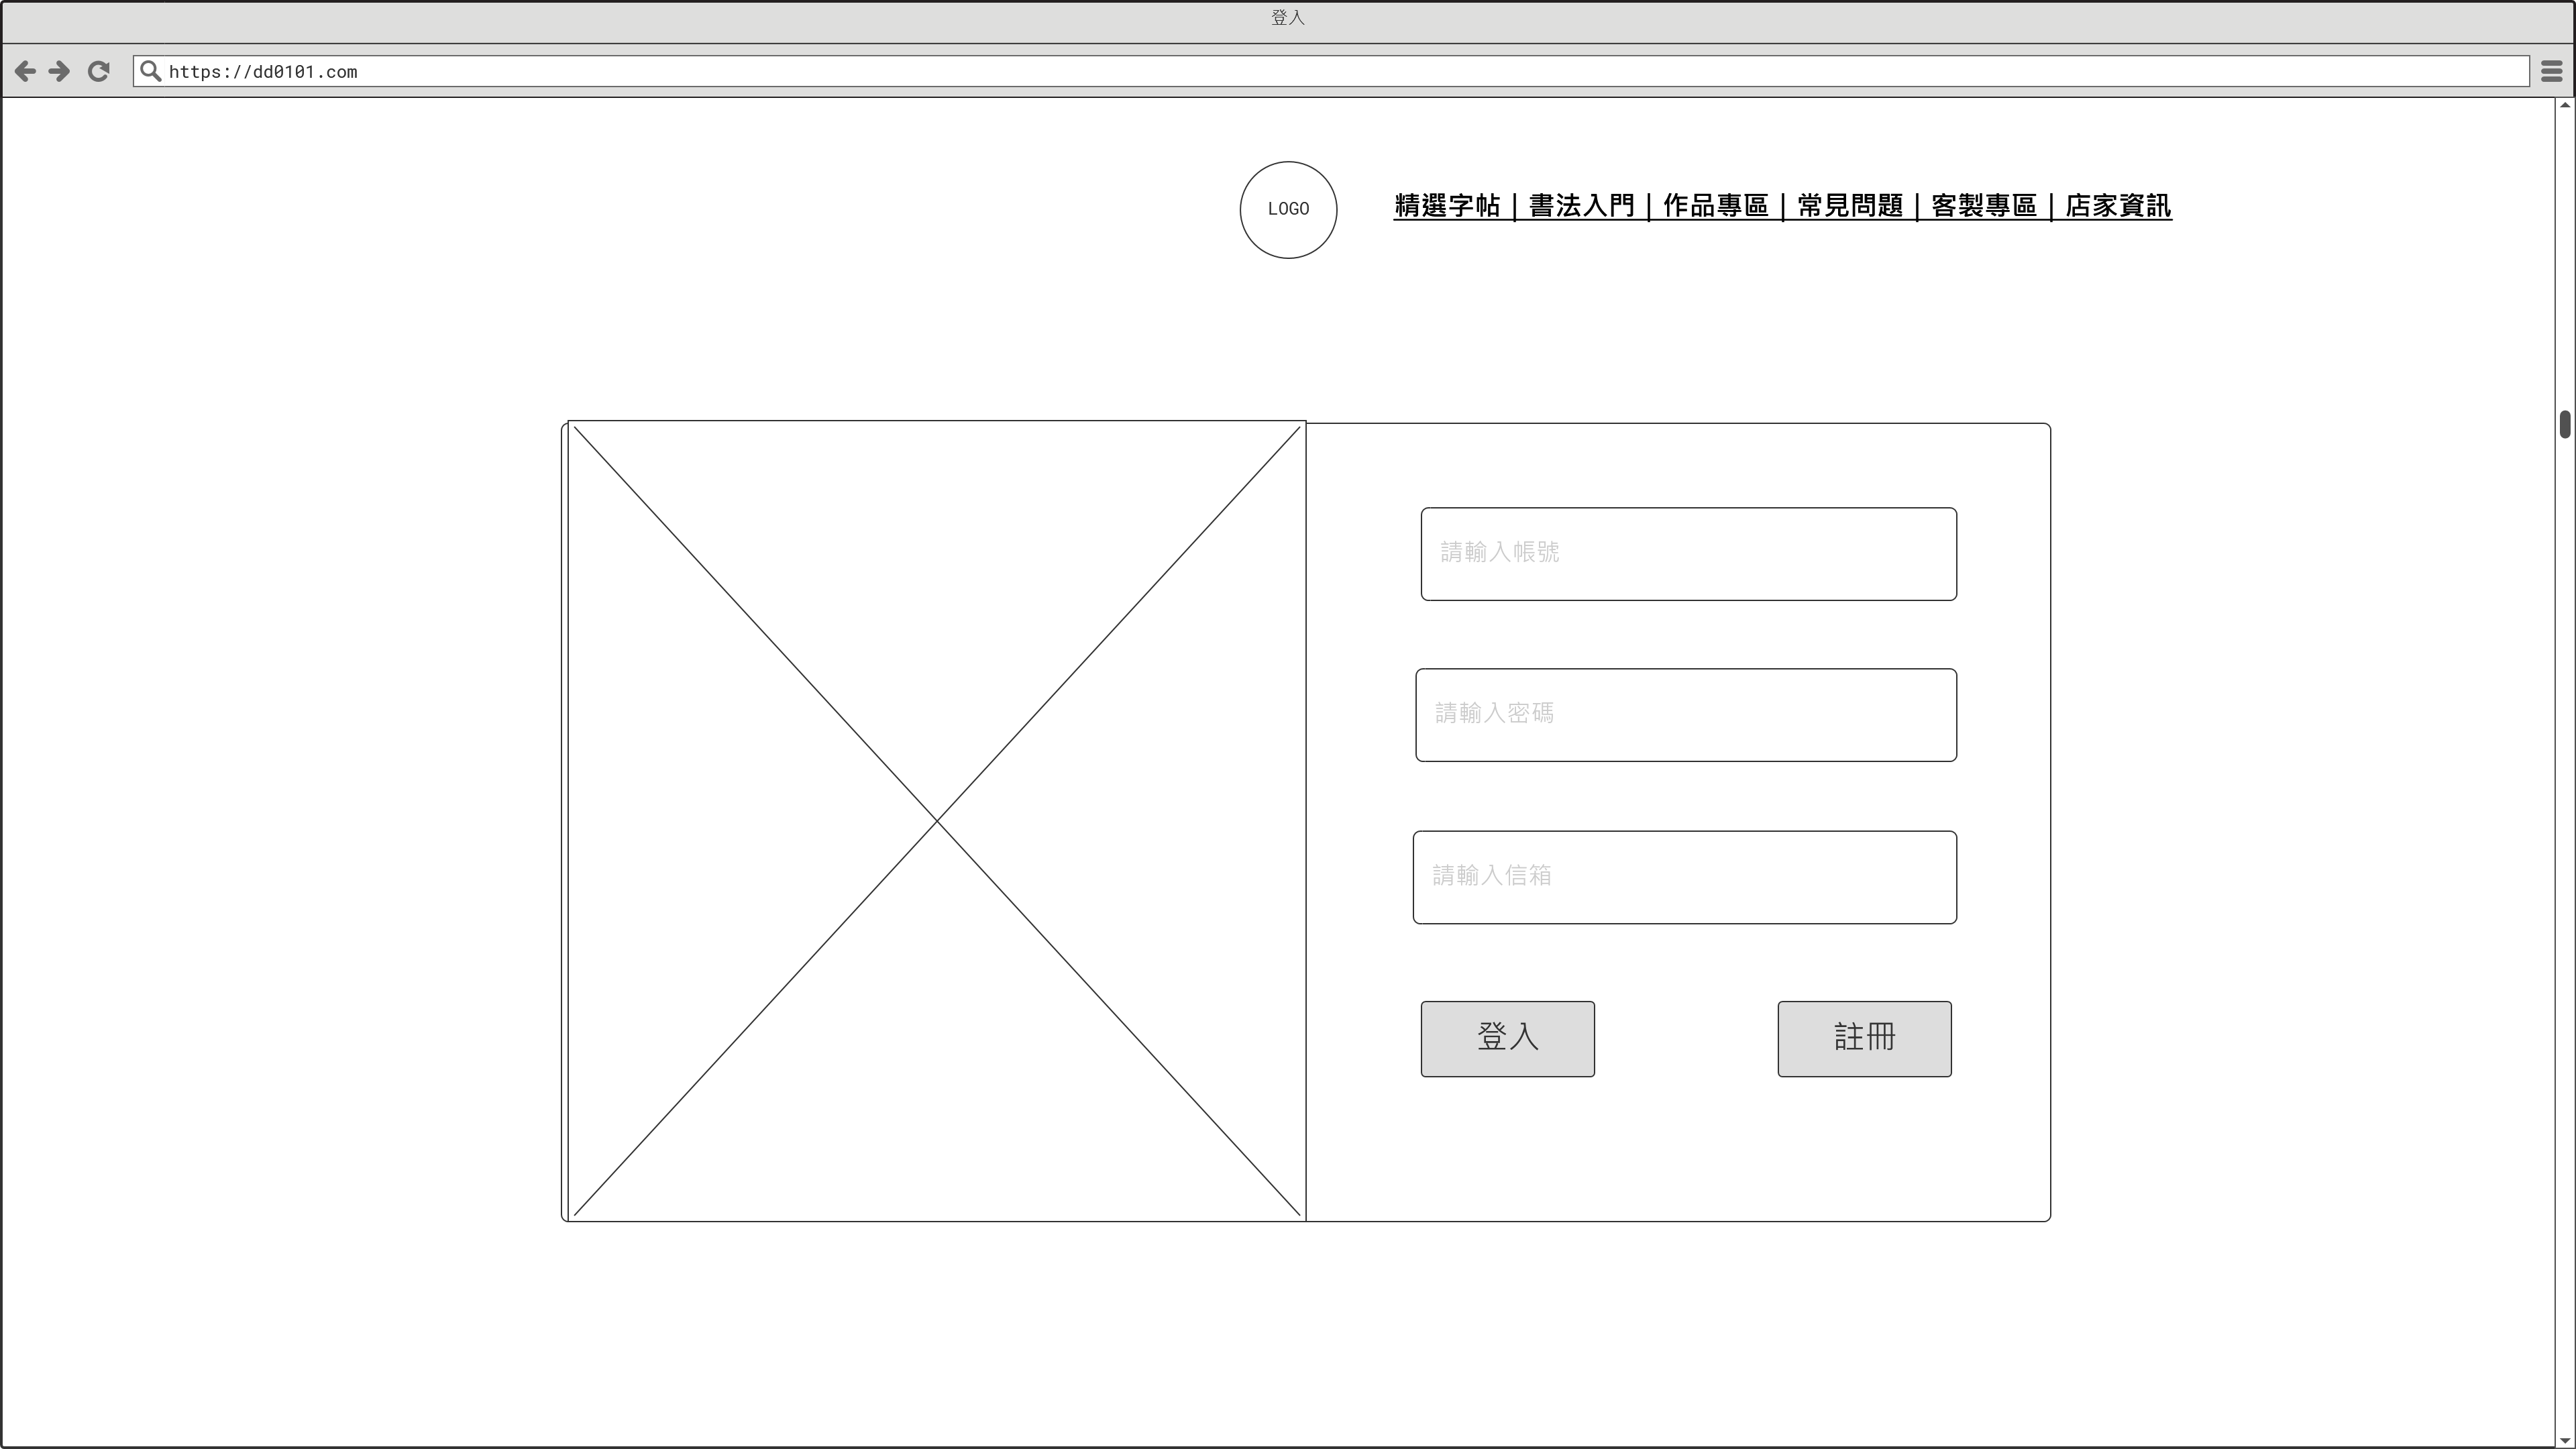 登入
https://dd0101.com
LOGO
精選字帖 | 書法入門 | 作品專區 | 常見問題 | 客製專區 | 店家資訊
請輸入帳號
請輸入密碼
請輸入信箱
登入
註冊